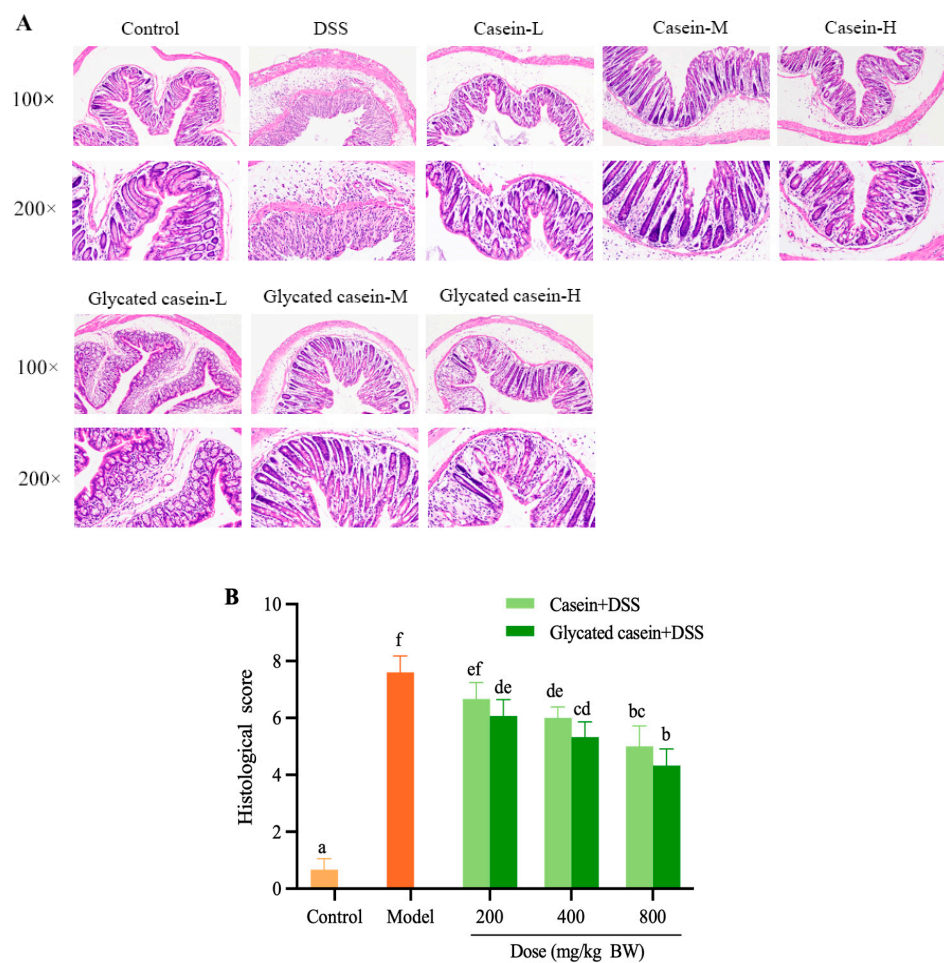 A
Control DSS Casein-L Casein-M Casein-H
100×
200×
Glycated casein-L Glycated casein-M Glycated casein-H
100×
200×
B
10
8
6
4
2
0
Histological score
Casein+DSS
Glycated casein+DSS
a
f
ef
de
de
cd
bc
b
Control Model 200 400 800
Dose (mg/kg BW)